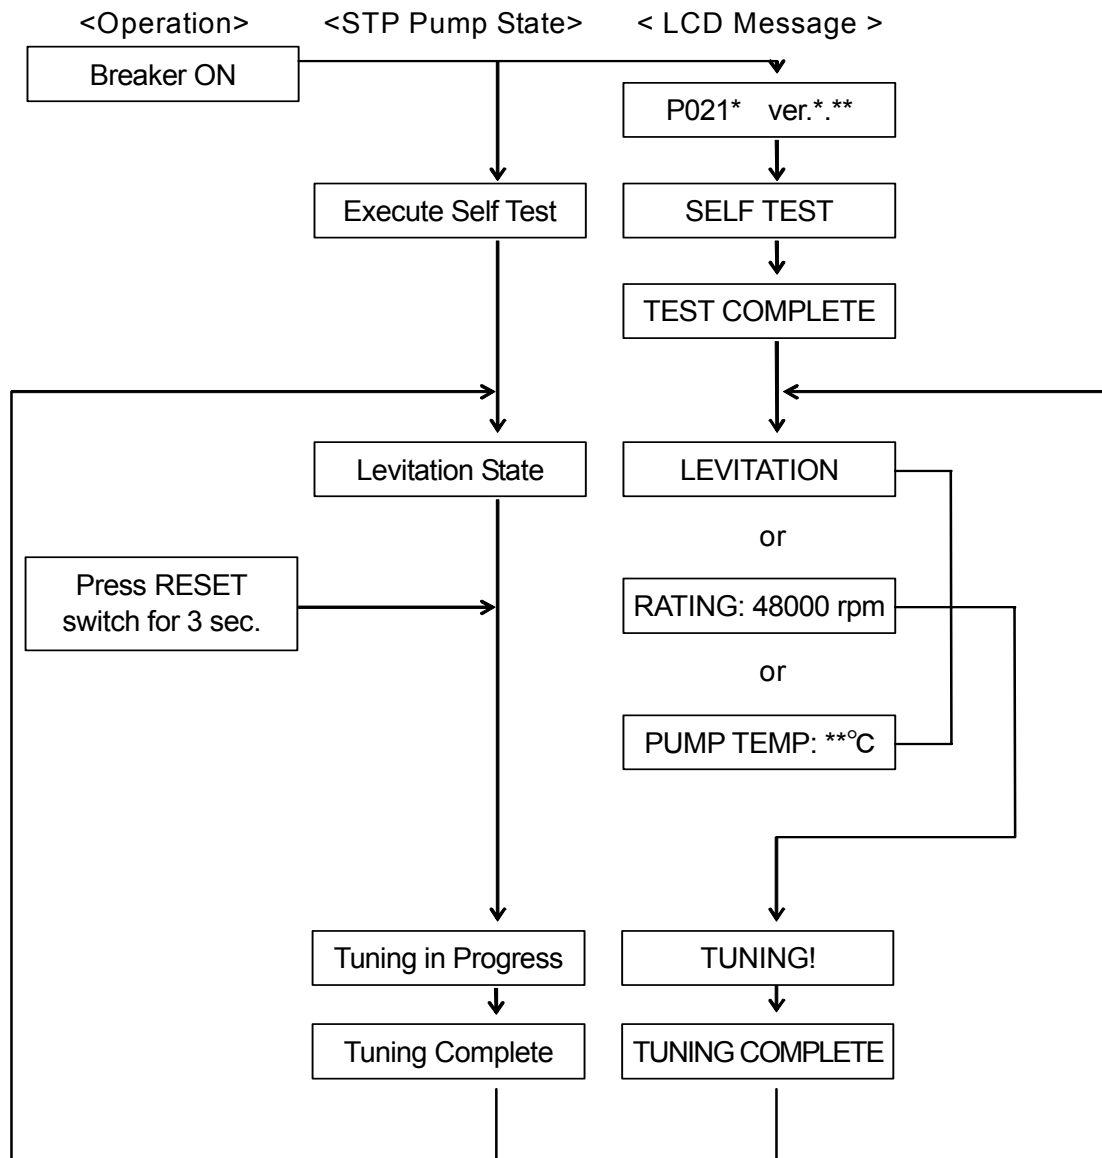 <Operation>
<STP Pump State>
< LCD Message >
Breaker ON
P021* ver.*.**
Execute Self Test
SELF TEST
TEST COMPLETE
Levitation State
LEVITATION
or
Press RESET
switch for 3 sec.
RATING: 48000 rpm
or
PUMP TEMP: **℃
Tuning in Progress
TUNING!
Tuning Complete
TUNING COMPLETE